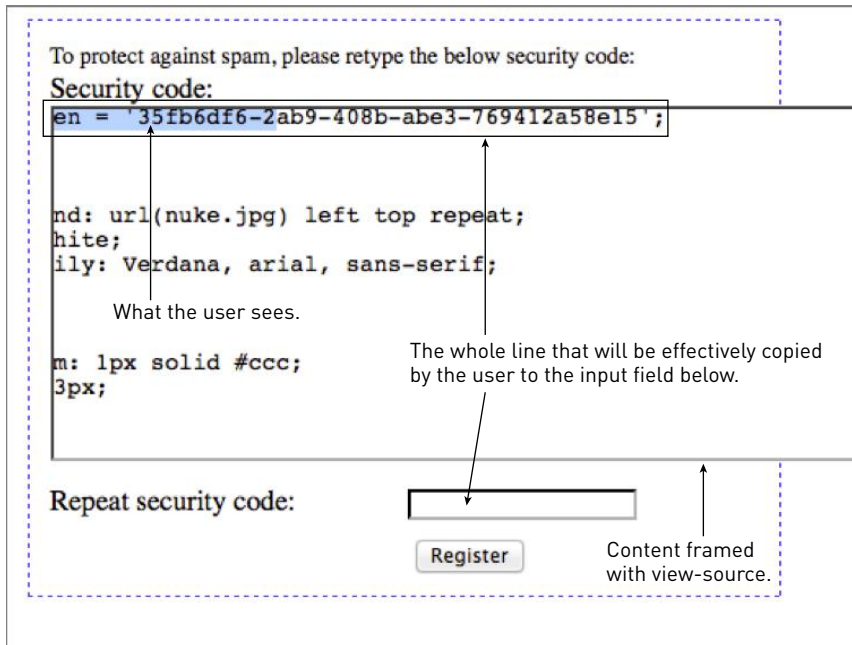 To protect against spam, please retype the below security code:
Security code:
en = '35fb6df6-2ab9-408b-abe3-769412a58e15';
nd: url(nuke.jpg) left top repeat;
hite;
ily: Verdana, arial, sans-serif;
What the user sees.
m: 1px solid #ccc;
3px;
The whole line that will be effectively copied
by the user to the input field below.
Repeat security code:
Register
Content framed
with view-source.